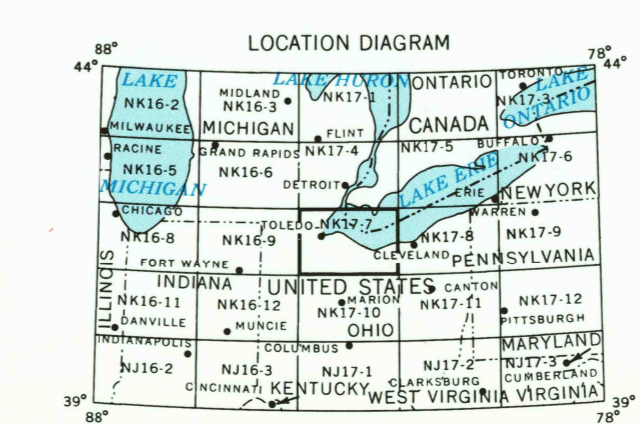 LOCATION DIAGRAM
88°
78°
44°
44°
LAKE
NK16-2
MILWAUKEE
RACINE
NK16-5
MICHIGAN
CHICAGO
NK16-8
MIDLAND
NK16-3
MICHIGAN
GRAND RAPIDS
NK16-6
LAKE HURON
NK17-1
FLINT
NK17-4
DETROIT
ONTARIO
CANADA
NK17-5
TORONTO
NK17-3
LAKE
ONTARIO
BUFFALO
NK17-6
LAKE ERIE
ERIE
NEW YORK
WARREN
NK17-9
TOLEDO
NK17-7
NK17-8
CLEVELAND
PENNSYLVANIA
NK16-9
FORT WAYNE
INDIANA
UNITED STATES
ILLINOIS
NK16-11
DANVILLE
INDIANAPOLIS
NK16-12
MUNCIE
MARION
NK17-10
OHIO
COLUMBUS
CANTON
NK17-11
NK17-12
PITTSBURGH
MARYLAND
NJ16-2
NJ16-3
CINCINNATI
KENTUCKY
NJ17-1
NJ17-2
CLARKSBURG
NJ17-3
CUMBERLAND
WEST VIRGINIA
VIRGINIA
39°
39°
88°
78°